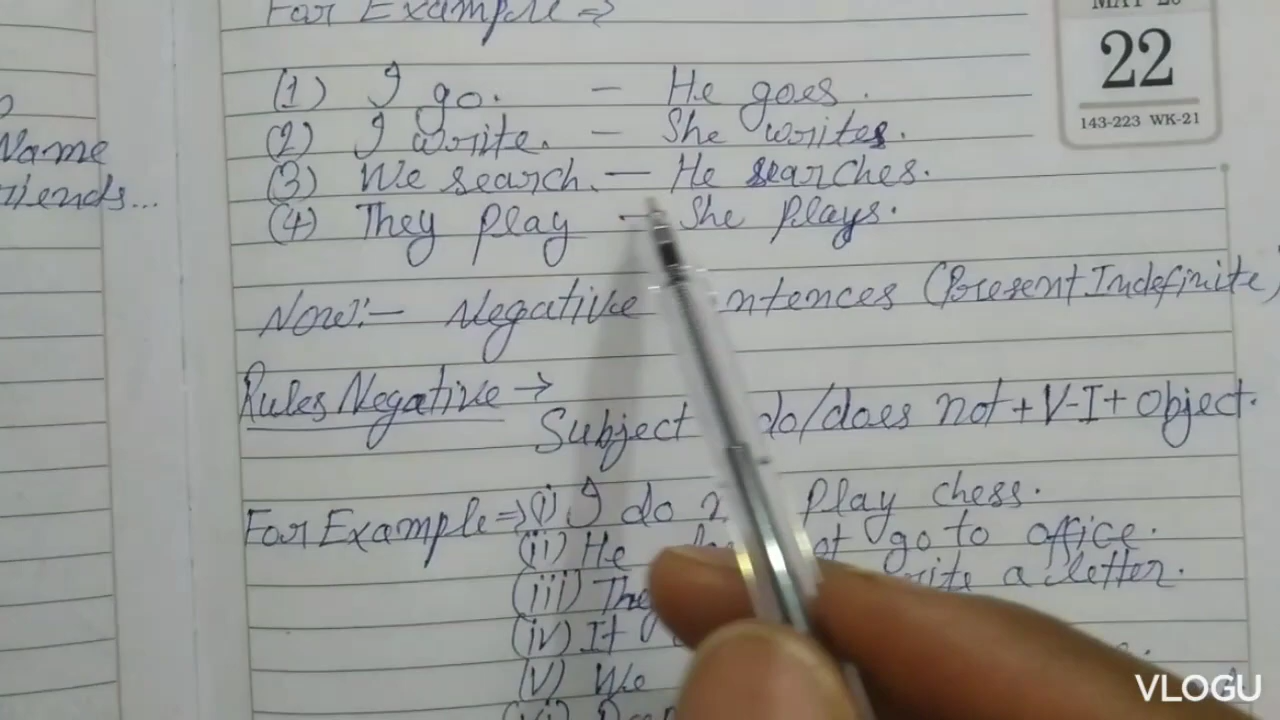 For Example ⇒
MAY 20
22
143-223 WK-21
Name
riends...
(1) I go. — He goes.
(2) I write. — She writes.
(3) We search. — He searches.
(4) They play — She plays.
Now:- Negative ntences (Present Indefinite)
Rules Negative →
Subject do/does not + V-I + Object.
For Example ⇒ (i) I do play chess.
(ii) He go to office.
(iii) The a letter.
(iv) It
(v) We
VLOGU